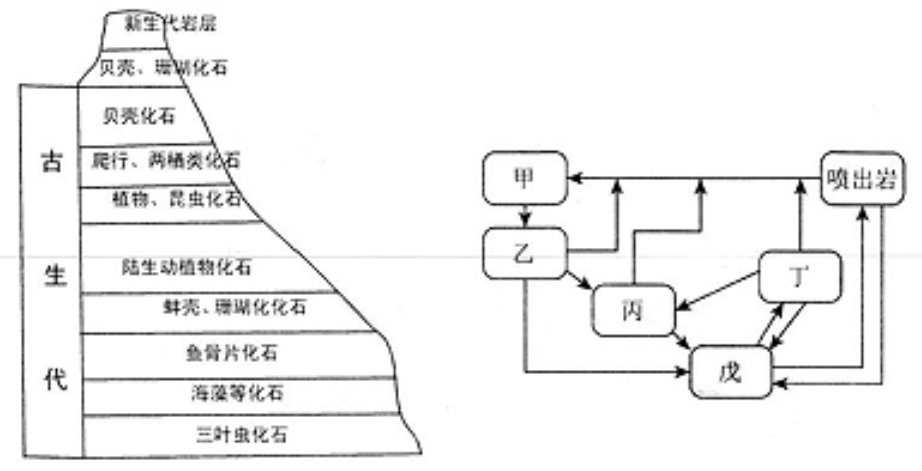 新生代岩层
贝壳、珊瑚化石
古生代
贝壳化石
爬行、两栖类化石
植物、昆虫化石
陆生动植物化石
蚌壳、珊瑚化化石
鱼骨片化石
海藻等化石
三叶虫化石
甲
喷出岩
乙
丁
丙
戊